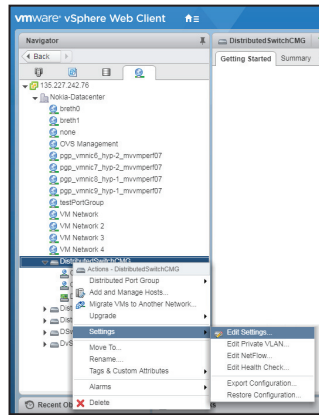 vmware® vSphere Web Client
Navigator
DistributedSwitchCMG
Back
Getting Started Summary
135.227.242.76
Nokia-Datacenter
breth0
breth1
none
OVS Management
pgp_vmnic6_hyp-2_mvvmperf07
pgp_vmnic7_hyp-2_mvvmperf07
pgp_vmnic8_hyp-1_mvvmperf07
pgp_vmnic9_hyp-1_mvvmperf07
testPortGroup
VM Network
VM Network 2
VM Network 3
VM Network 4
DistributedSwitchCMG
Actions - DistributedSwitchCMG
Distributed Port Group
Add and Manage Hosts...
Migrate VMs to Another Network...
Upgrade
Settings
Edit Settings...
Edit Private VLAN...
Edit NetFlow...
Edit Health Check...
Export Configuration...
Restore Configuration...
Move To...
Rename...
Tags & Custom Attributes
Alarms
Delete
Dist
Dist
DSy
DvS
Recent Ob